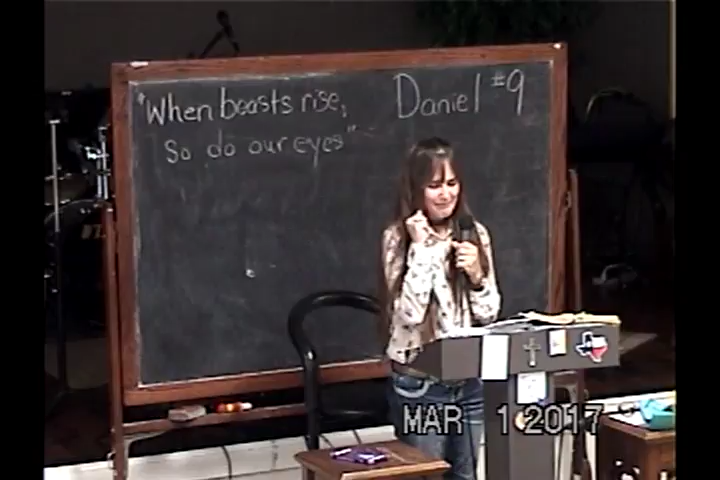 "When beasts rise,
So do our eyes"
Daniel #9
MAR 1 2017